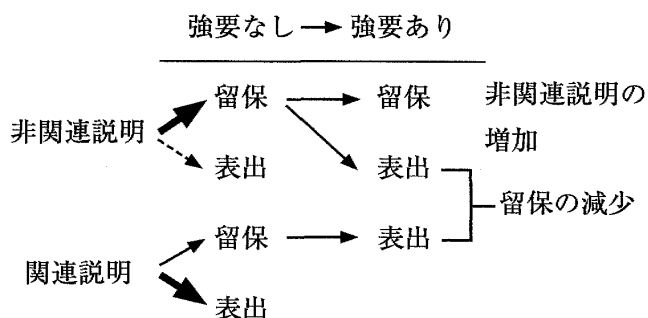 強要なし→強要あり
留保 留保 非関連説明の
非関連説明 増加
表出 表出
留保の減少
留保 表出
関連説明
表出